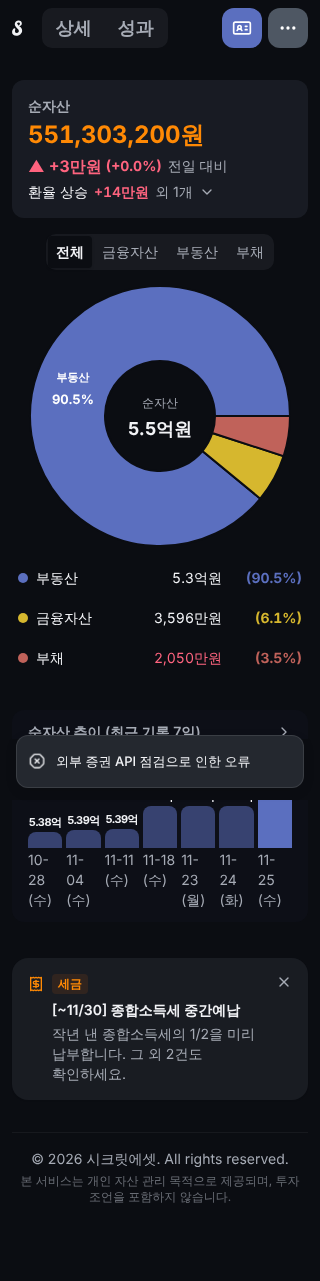 상세 성과
순자산
551,303,200원
▲ +3만원 (+0.0%) 전일 대비
환율 상승 +14만원 외 1개
전체 금융자산 부동산 부채
부동산
90.5%
순자산
5.5억원
부동산 5.3억원 (90.5%)
금융자산 3,596만원 (6.1%)
부채 2,050만원 (3.5%)
순자산 추이 (최근 기록 7일)
외부 증권 API 점검으로 인한 오류
5.38억 5.39억 5.39억
10-28 (수) 11-04 (수) 11-11 (수) 11-18 (수) 11-23 (월) 11-24 (화) 11-25 (수)
세금
[~11/30] 종합소득세 중간예납
작년 낸 종합소득세의 1/2을 미리
납부합니다. 그 외 2건도
확인하세요.
© 2026 시크릿에셋. All rights reserved.
본 서비스는 개인 자산 관리 목적으로 제공되며, 투자
조언을 포함하지 않습니다.